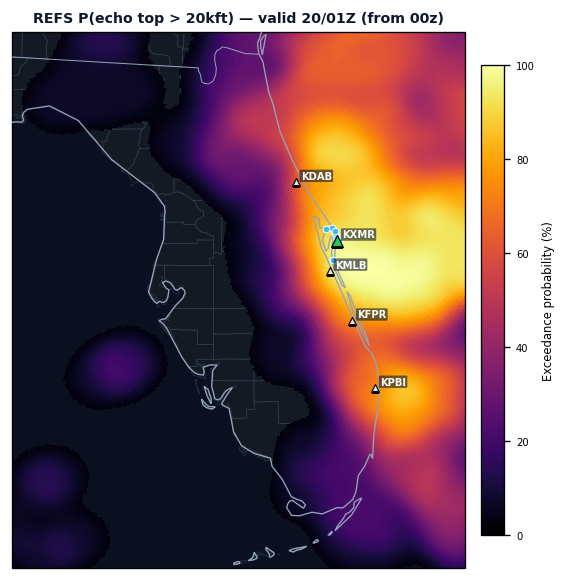 REFS P(echo top > 20kft) — valid 20/01Z (from 00z)
KDAB
KXMR
KMLB
KFPR
KPBI
100
80
60
40
20
0
Exceedance probability (%)